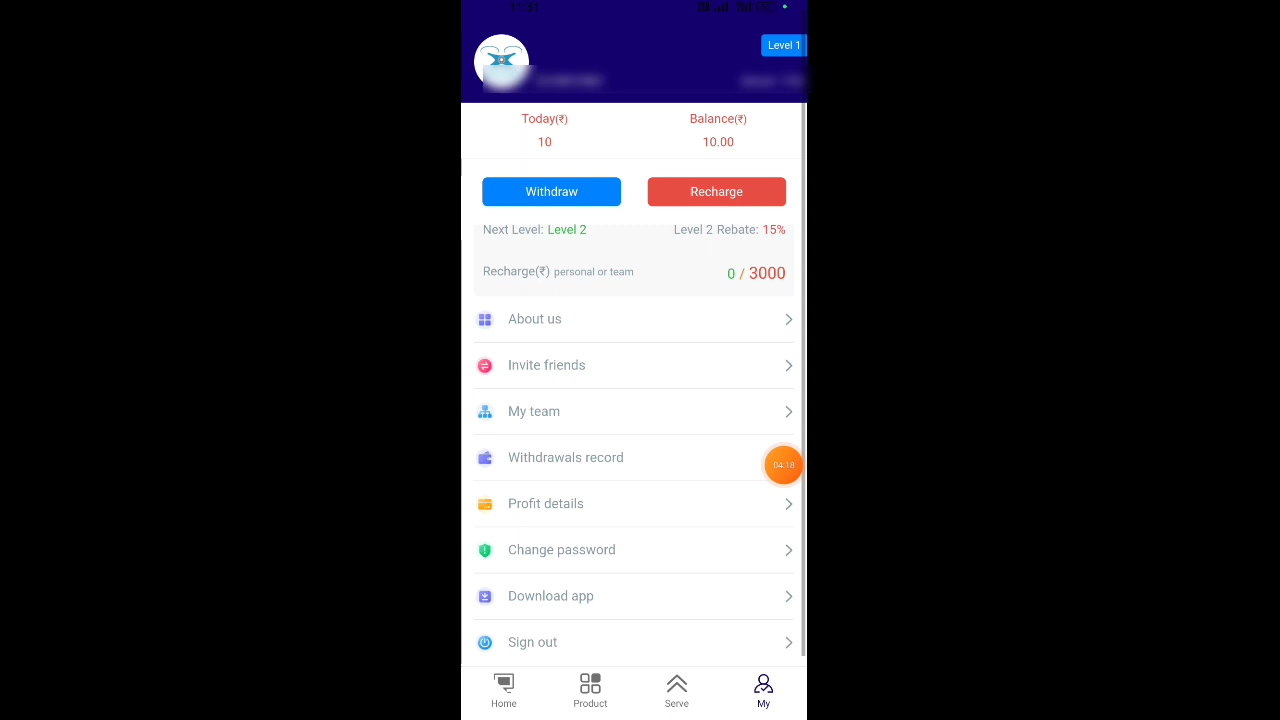 Level 1
Today(₹) Balance(₹)
10 10.00
Withdraw Recharge
Next Level: Level 2 Level 2 Rebate: 15%
Recharge(₹) personal or team 0 / 3000
About us
Invite friends
My team
Withdrawals record
04:18
Profit details
Change password
Download app
Sign out
Home Product Serve My